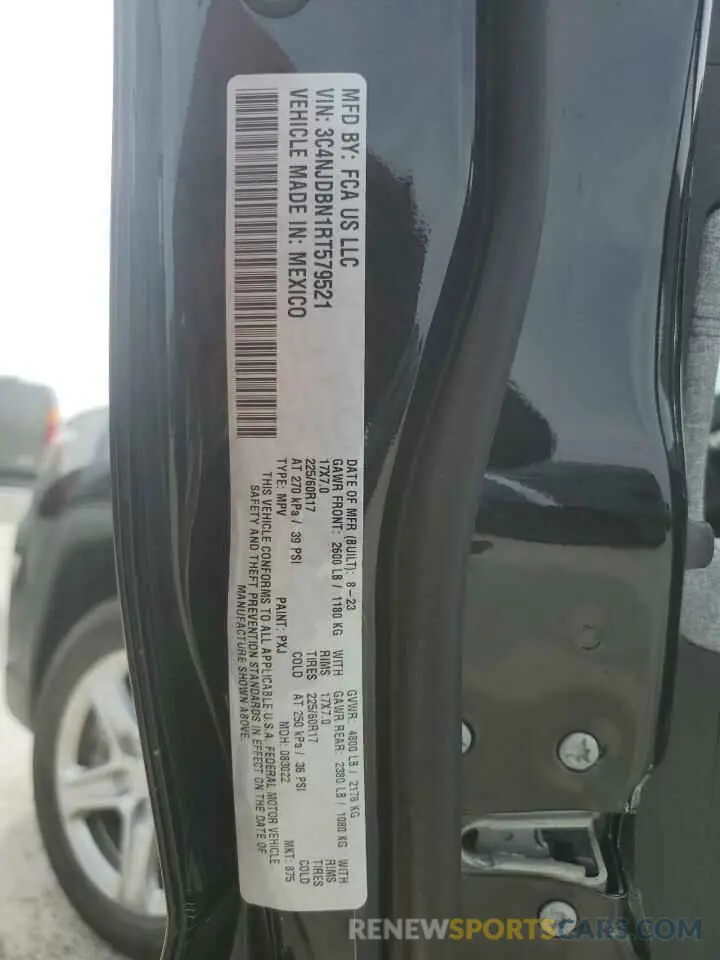 MFD BY: FCA US LLC
VIN: 3C4NJDBN1RT579521
VEHICLE MADE IN: MEXICO
DATE OF MFR (BUILT): 8-23 GVWR: 4800 LB / 2178 KG
GAWR FRONT: 2600 LB / 1180 KG WITH GAWR REAR: 2380 LB / 1080 KG WITH
17X7.0 RIMS 17X7.0 RIMS
225/60R17 TIRES 225/60R17 TIRES
AT 270 kPa / 39 PSI COLD AT 250 kPa / 36 PSI COLD
TYPE: MPV PAINT: PXJ MDH: 083022 MKT: 875
THIS VEHICLE CONFORMS TO ALL APPLICABLE U.S.A. FEDERAL MOTOR VEHICLE
SAFETY AND THEFT PREVENTION STANDARDS IN EFFECT ON THE DATE OF
MANUFACTURE SHOWN ABOVE.
RENEWSPORTSCARS.COM